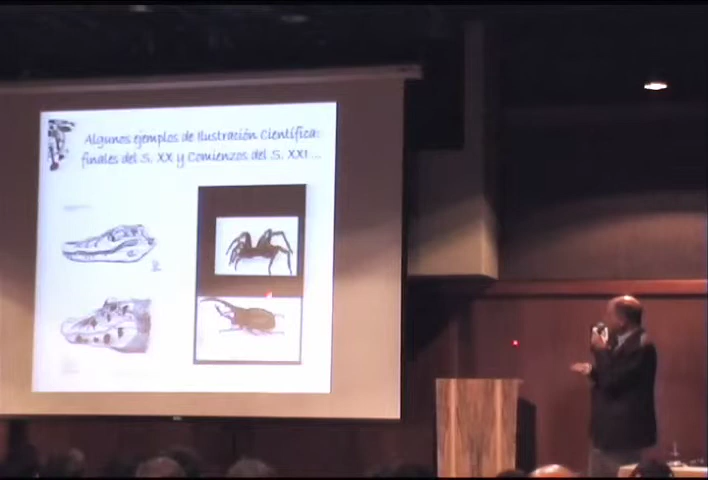 Algunos ejemplos de Ilustración Científica:
finales del S. XX y Comienzos del S. XXI ...